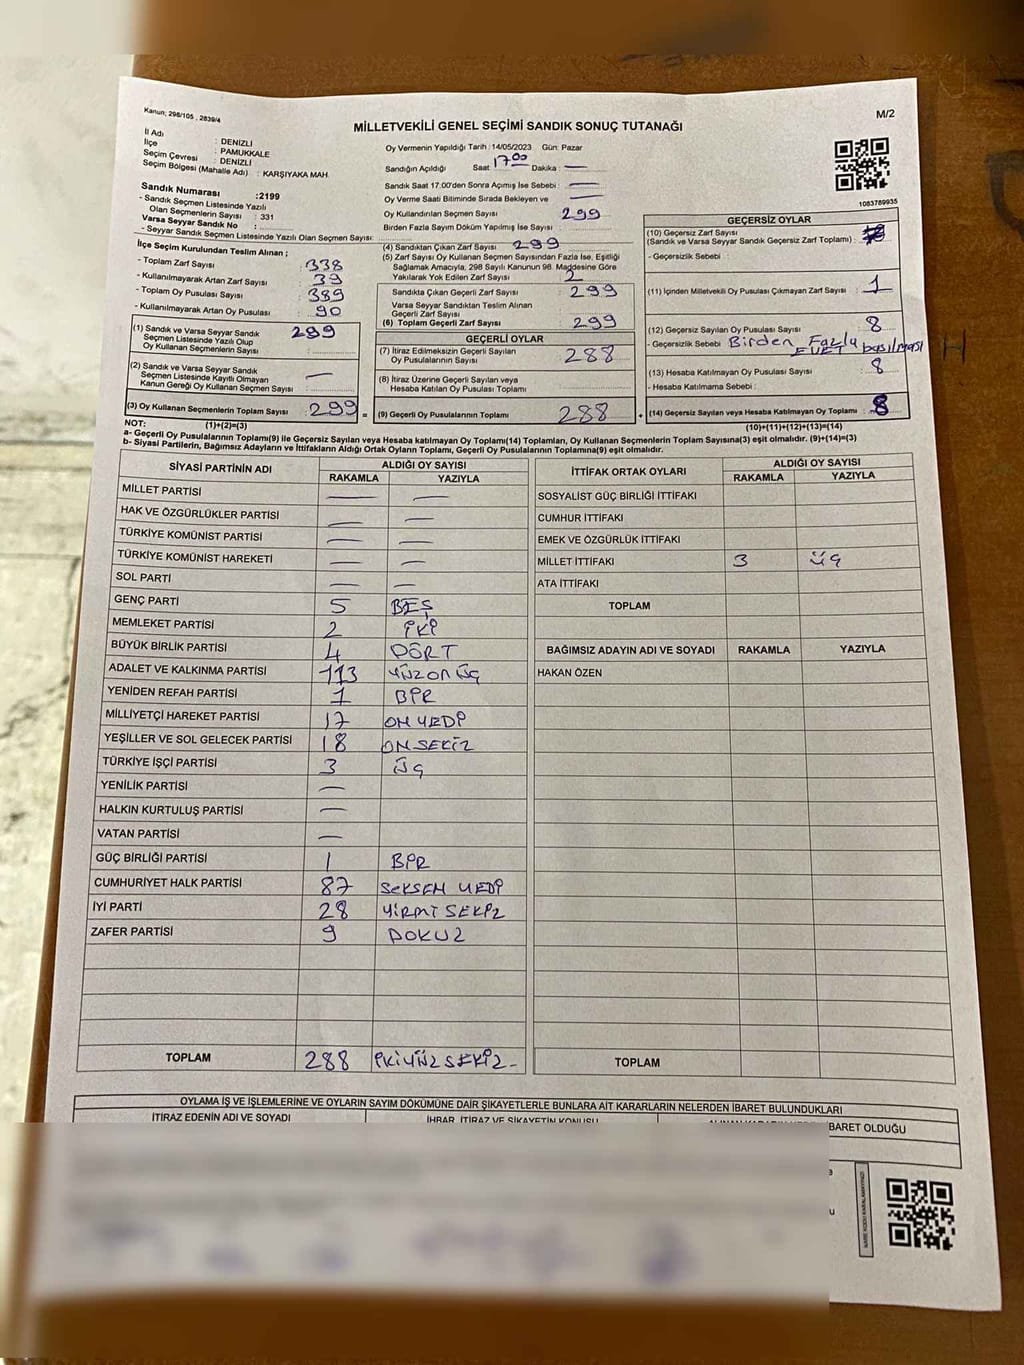 Kanun; 298/105 , 2839/4
M/2
MİLLETVEKİLİ GENEL SEÇİMİ SANDIK SONUÇ TUTANAĞI
İl Adı : DENİZLİ
İlçe : PAMUKKALE
Seçim Çevresi : DENİZLİ
Seçim Bölgesi (Mahalle Adı) : KARŞIYAKA MAH.
Sandık Numarası :2199
- Sandık Seçmen Listesinde Yazılı
Olan Seçmenlerin Sayısı : 331
Varsa Seyyar Sandık No :
- Seyyar Sandık Seçmen Listesinde Yazılı Olan Seçmen Sayısı:
Oy Vermenin Yapıldığı Tarih :14/05/2023 Gün: Pazar
Sandığın Açıldığı Saat 17 00 Dakika : —
Sandık Saat 17.00'den Sonra Açımış İse Sebebi : —
Oy Verme Saati Bitiminde Sırada Bekleyen ve —
Oy Kullandırılan Seçmen Sayısı 299
Birden Fazla Sayım Döküm Yapılmış İse Sayısı :
1083789935
İlçe Seçim Kurulundan Teslim Alınan ;
- Toplam Zarf Sayısı : 338
- Kullanılmayarak Artan Zarf Sayısı : 39
- Toplam Oy Pusulası Sayısı : 389
- Kullanılmayarak Artan Oy Pusulası : 90
(1) Sandık ve Varsa Seyyar Sandık
Seçmen Listesinde Yazılı Olup
Oy Kullanan Seçmenlerin Sayısı :
(2) Sandık ve Varsa Seyyar Sandık
Seçmen Listesinde Kayıtlı Olmayan
Kanun Gereği Oy Kullanan Seçmen Sayısı : —
(3) Oy Kullanan Seçmenlerin Toplam Sayısı : 299 =
(1)+(2)=(3)
(4) Sandıktan Çıkan Zarf Sayısı : 299
(5) Zarf Sayısı Oy Kullanan Seçmen Sayısından Fazla İse, Eşitliği
Sağlamak Amacıyla, 298 Sayılı Kanunun 98. Maddesine Göre
Yakılarak Yok Edilen Zarf Sayısı : 2
Sandıkta Çıkan Geçerli Zarf Sayısı : 299
Varsa Seyyar Sandıktan Teslim Alınan
Geçerli Zarf Sayısı :
(6) Toplam Geçerli Zarf Sayısı : 299
GEÇERLİ OYLAR
(7) İtiraz Edilmeksizin Geçerli Sayılan
Oy Pusulalarının Sayısı : 288
(8) İtiraz Üzerine Geçerli Sayılan veya
Hesaba Katılan Oy Pusulası Toplamı :
(9) Geçerli Oy Pusulalarının Toplamı : 288 +
GEÇERSİZ OYLAR
(10) Geçersiz Zarf Sayısı
(Sandık ve Varsa Seyyar Sandık Geçersiz Zarf Toplamı) :
- Geçersizlik Sebebi :
(11) İçinden Milletvekili Oy Pusulası Çıkmayan Zarf Sayısı : 1
(12) Geçersiz Sayılan Oy Pusulası Sayısı : 8
- Geçersizlik Sebebi : Birden Fazla
EVET basılması
(13) Hesaba Katılmayan Oy Pusulası Sayısı : 8
- Hesaba Katılmama Sebebi :
(14) Geçersiz Sayılan veya Hesaba Katılmayan Oy Toplamı : 8
(10)+(11)+(12)+(13)=(14)
NOT:
a- Geçerli Oy Pusulalarının Toplamı(9) ile Geçersiz Sayılan veya Hesaba katılmayan Oy Toplamı(14) Toplamları, Oy Kullanan Seçmenlerin Toplam Sayısına(3) eşit olmalıdır. (9)+(14)=(3)
b- Siyasi Partilerin, Bağımsız Adayların ve İttifakların Aldığı Ortak Oyların Toplamı, Geçerli Oy Pusulalarının Toplamına(9) eşit olmalıdır.
SİYASİ PARTİNİN ADI ALDIĞI OY SAYISI
RAKAMLA YAZIYLA
MİLLET PARTİSİ — —
HAK VE ÖZGÜRLÜKLER PARTİSİ — —
TÜRKİYE KOMÜNİST PARTİSİ — —
TÜRKİYE KOMÜNİST HAREKETİ — —
SOL PARTİ — —
GENÇ PARTİ 5 BEŞ
MEMLEKET PARTİSİ 2 İKİ
BÜYÜK BİRLİK PARTİSİ 4 DÖRT
ADALET VE KALKINMA PARTİSİ 113 YÜZ ON ÜÇ
YENİDEN REFAH PARTİSİ 1 BİR
MİLLİYETÇİ HAREKET PARTİSİ 17 ON YEDİ
YEŞİLLER VE SOL GELECEK PARTİSİ 18 ON SEKİZ
TÜRKİYE İŞÇİ PARTİSİ 3 ÜÇ
YENİLİK PARTİSİ —
HALKIN KURTULUŞ PARTİSİ —
VATAN PARTİSİ —
GÜÇ BİRLİĞİ PARTİSİ 1 BİR
CUMHURİYET HALK PARTİSİ 87 SEKSEN YEDİ
İYİ PARTİ 28 YİRMİ SEKİZ
ZAFER PARTİSİ 9 DOKUZ
TOPLAM 288 İKİ YÜZ SEKİZ-
İTTİFAK ORTAK OYLARI ALDIĞI OY SAYISI
RAKAMLA YAZIYLA
SOSYALİST GÜÇ BİRLİĞİ İTTİFAKI
CUMHUR İTTİFAKI
EMEK VE ÖZGÜRLÜK İTTİFAKI
MİLLET İTTİFAKI 3 ÜÇ
ATA İTTİFAKI
TOPLAM
BAĞIMSIZ ADAYIN ADI VE SOYADI RAKAMLA YAZIYLA
HAKAN ÖZEN
TOPLAM
OYLAMA İŞ VE İŞLEMLERİNE VE OYLARIN SAYIM DÖKÜMÜNE DAİR ŞİKAYETLERLE BUNLARA AİT KARARLARIN NELERDEN İBARET BULUNDUKLARI
İTİRAZ EDENİN ADI VE SOYADI
İHBAR, İTİRAZ VE ŞİKAYETİN KONUSU
BARET OLDUĞU